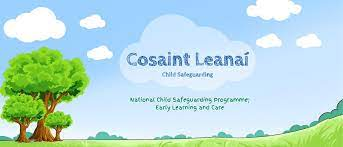 Cosaint Leanaí
Child Safeguarding
National Child Safeguarding Programme;
Early Learning and Care